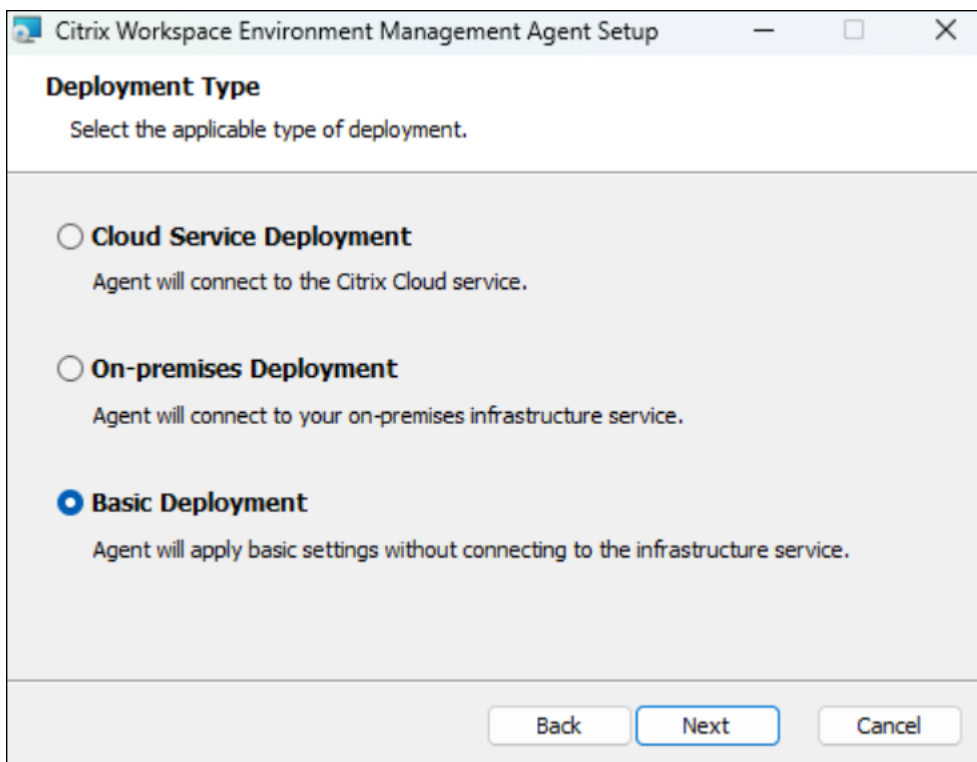 Citrix Workspace Environment Management Agent Setup
Deployment Type
Select the applicable type of deployment.
Cloud Service Deployment
Agent will connect to the Citrix Cloud service.
On-premises Deployment
Agent will connect to your on-premises infrastructure service.
Basic Deployment
Agent will apply basic settings without connecting to the infrastructure service.
Back Next Cancel